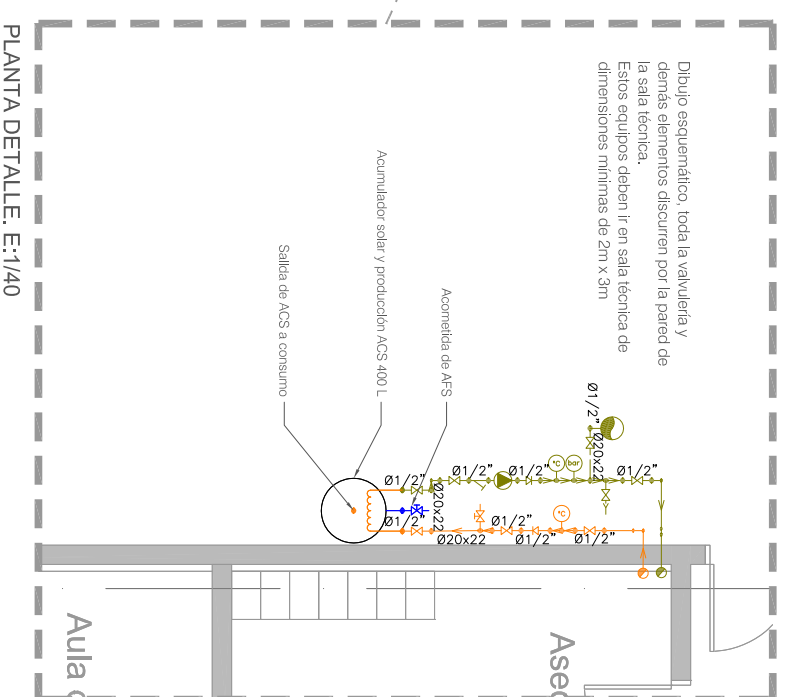 PLANTA DETALLE. E:1/40
Dibujo esquemático, toda la valvulería y
demás elementos discurren por la pared de
la sala técnica.
Estos equipos deben ir en sala técnica de
dimensiones mínimas de 2m x 3m
Acometida de AFS
Acumulador solar y producción ACS 400 L
Salida de ACS a consumo
Ø1/2"
Ø20x22
Ø1/2"
Ø1/2"
Ø1/2"
°C
bar
Ø1/2"
Ø20x22
Ø1/2"
Ø20x22
Ø1/2"
Ø1/2"
°C
Ø1/2"
Aula
Ase